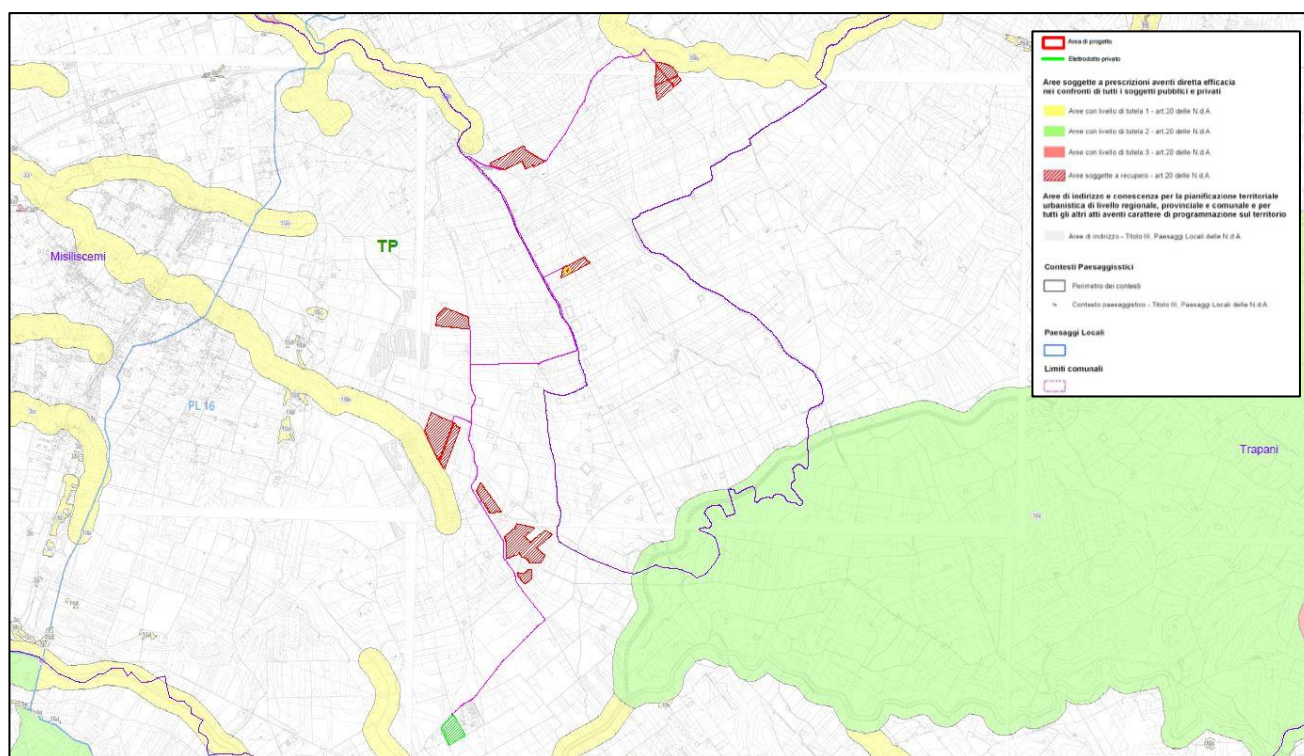 Area di progetto
Elettrodotto privato
Aree soggette a prescrizioni aventi diretta efficacia
nei confronti di tutti i soggetti pubblici e privati
Aree con livello di tutela 1 - art.20 delle N.d.A.
Aree con livello di tutela 2 - art.20 delle N.d.A.
Aree con livello di tutela 3 - art.20 delle N.d.A.
Aree soggette a recupero - art.20 delle N.d.A.
Aree di indirizzo e conoscenza per la pianificazione territoriale
urbanistica di livello regionale, provinciale e comunale e per
tutti gli altri atti aventi carattere di programmazione sul territorio
Aree di indirizzo - Titolo III, Paesaggi Locali delle N.d.A.
Contesti Paesaggisstici
Perimetro dei contesti
Contesto paesaggistico - Titolo III, Paesaggi Locali delle N.d.A.
Paesaggi Locali
Limiti comunali
TP
Misiliscemi
PL 16
Trapani